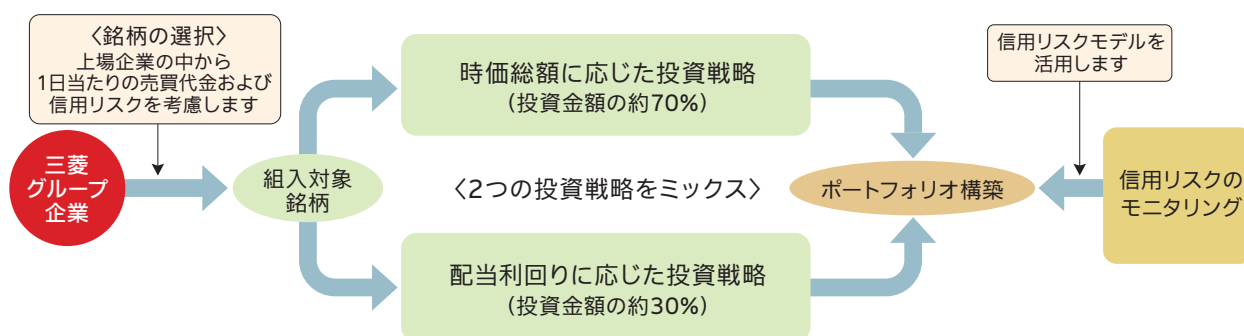 〈銘柄の選択〉
上場企業の中から
1日当たりの売買代金および
信用リスクを考慮します
三菱
グループ
企業
組入対象
銘柄
時価総額に応じた投資戦略
(投資金額の約70%)
〈2つの投資戦略をミックス〉
配当利回りに応じた投資戦略
(投資金額の約30%)
ポートフォリオ構築
信用リスクモデルを
活用します
信用リスクの
モニタリング